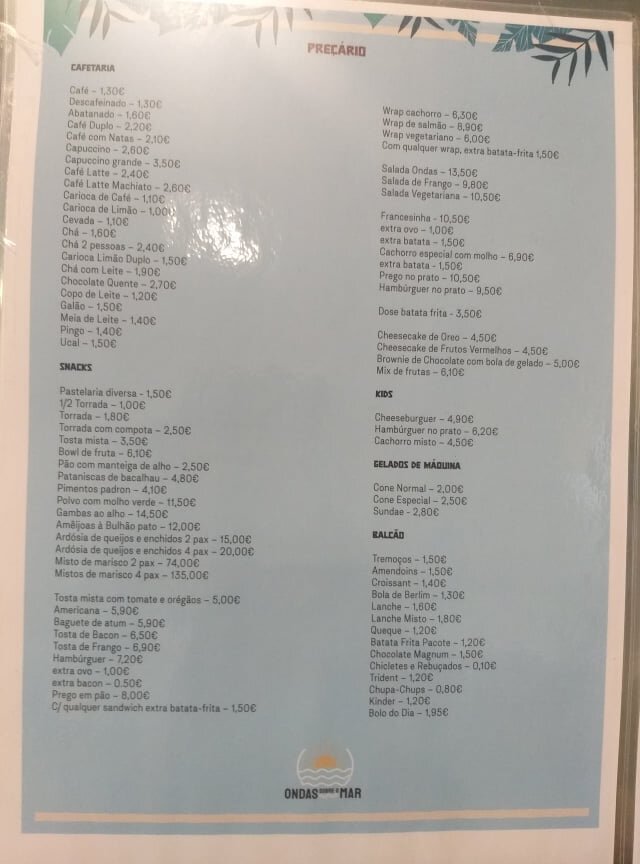 PREÇÁRIO
CAFETARIA
Café - 1,30€
Descafeinado - 1,30€
Abatanado - 1,60€
Café Duplo - 2,20€
Café com Natas - 2,10€
Capuccino - 2,60€
Capuccino grande - 3,50€
Café Latte - 2,40€
Café Latte Machiato - 2,60€
Carioca de Café - 1,10€
Carioca de Limão - 1,00€
Cevada - 1,10€
Chá - 1,60€
Chá 2 pessoas - 2,40€
Carioca Limão Duplo - 1,50€
Chá com Leite - 1,90€
Chocolate Quente - 2,70€
Copo de Leite - 1,20€
Galão - 1,50€
Meia de Leite - 1,40€
Pingo - 1,40€
Ucal - 1,50€
SNACKS
Pastelaria diversa - 1,50€
1/2 Torrada - 1,00€
Torrada - 1,80€
Torrada com compota - 2,50€
Tosta mista - 3,50€
Bowl de fruta - 6,10€
Pão com manteiga de alho - 2,50€
Pataniscas de bacalhau - 4,80€
Pimentos padron - 4,10€
Polvo com molho verde - 11,50€
Gambas ao alho - 14,50€
Amêijoas à Bulhão pato - 12,00€
Ardósia de queijos e enchidos 2 pax - 15,00€
Ardósia de queijos e enchidos 4 pax - 20,00€
Misto de marisco 2 pax - 74,00€
Mistos de marisco 4 pax - 135,00€
Tosta mista com tomate e orégãos - 5,00€
Americana - 5,90€
Baguete de atum - 5,90€
Tosta de Bacon - 6,50€
Tosta de Frango - 6,90€
Hambúrguer - 7,20€
extra ovo - 1,00€
extra bacon - 0.50€
Prego em pão - 8,00€
C/ qualquer sandwich extra batata-frita - 1,50€
Wrap cachorro - 6,30€
Wrap de salmão - 8,90€
Wrap vegetariano - 6,00€
Com qualquer wrap, extra batata-frita 1,50€
Salada Ondas - 13,50€
Salada de Frango - 9,80€
Salada Vegetariana - 10,50€
Francesinha - 10,50€
extra ovo - 1,00€
extra batata - 1,50€
Cachorro especial com molho - 6,90€
extra batata - 1,50€
Prego no prato - 10,50€
Hambúrguer no prato - 9,50€
Dose batata frita - 3,50€
Cheesecake de Oreo - 4,50€
Cheesecake de Frutos Vermelhos - 4,50€
Brownie de Chocolate com bola de gelado - 5,00€
Mix de frutas - 6,10€
KIDS
Cheeseburguer - 4,90€
Hambúrguer no prato - 6,20€
Cachorro misto - 4,50€
GELADOS DE MÁQUINA
Cone Normal - 2,00€
Cone Especial - 2,50€
Sundae - 2,80€
BALCÃO
Tremoços - 1,50€
Amendoins - 1,50€
Croissant - 1,40€
Bola de Berlim - 1,30€
Lanche - 1,60€
Lanche Misto - 1,80€
Queque - 1,20€
Batata Frita Pacote - 1,20€
Chocolate Magnum - 1,50€
Chicletes e Rebuçados - 0,10€
Trident - 1,20€
Chupa-Chups - 0,80€
Kinder - 1,20€
Bolo do Dia - 1,95€
ONDAS SOBRE O MAR